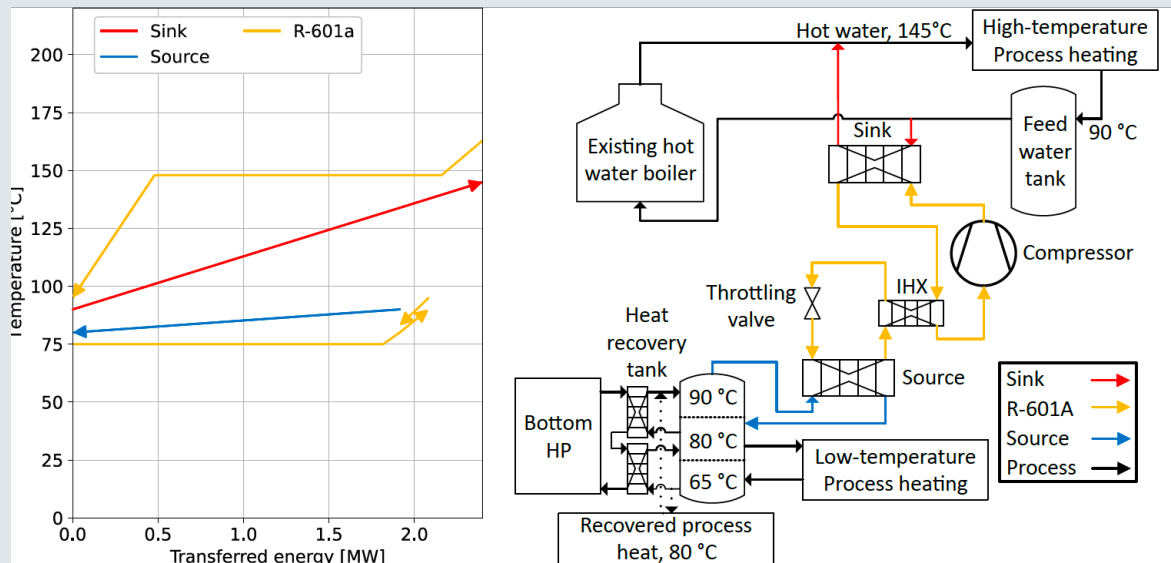 Sink
R-601a
Source
200
175
150
125
100
75
50
25
0
Temperature [°C]
0.0
0.5
1.0
1.5
2.0
Transferred energy [MW]
Hot water, 145°C
High-temperature
Process heating
Existing hot
water boiler
Sink
Feed
water
tank
90 °C
Compressor
Throttling
valve
IHX
Heat
recovery
tank
Source
Bottom
HP
90 °C
80 °C
65 °C
Low-temperature
Process heating
Recovered process
heat, 80 °C
Sink
R-601A
Source
Process